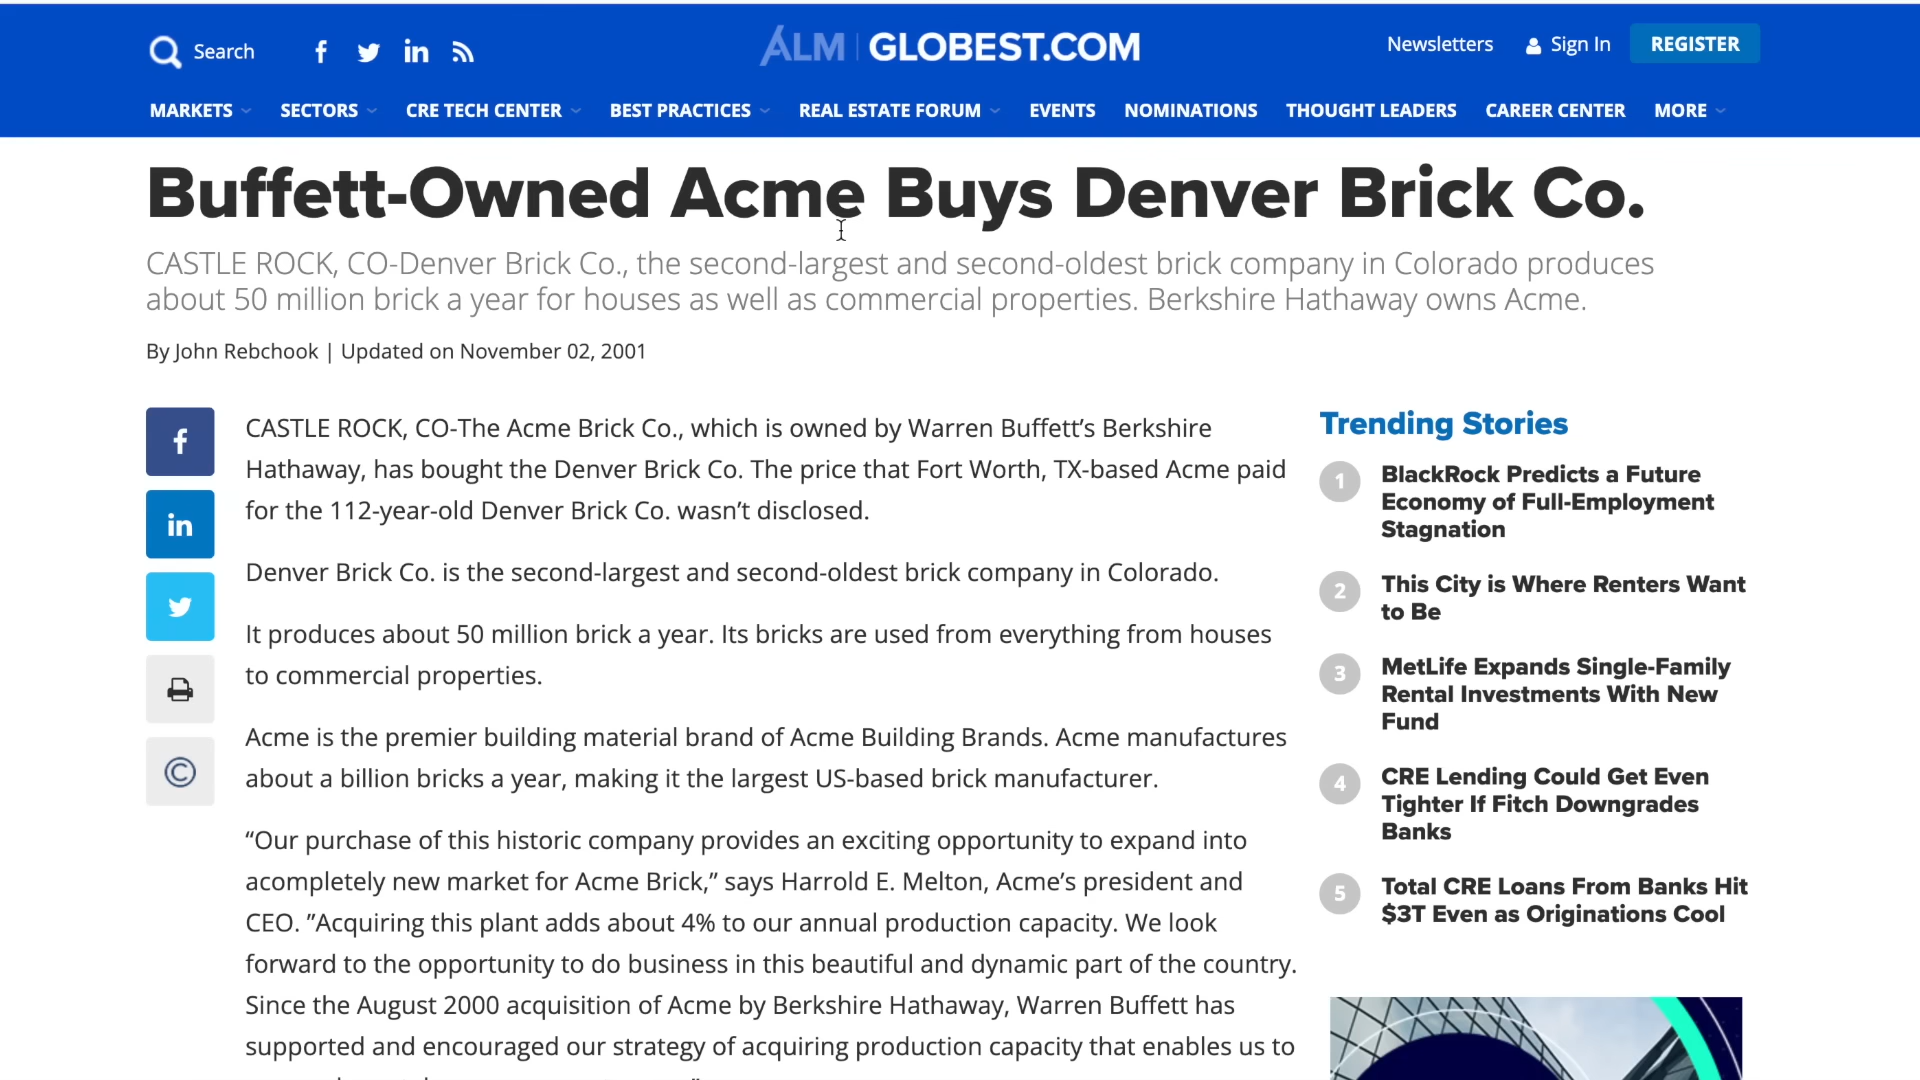 Search
ALM | GLOBEST.COM
Newsletters
Sign In
REGISTER
MARKETS
SECTORS
CRE TECH CENTER
BEST PRACTICES
REAL ESTATE FORUM
EVENTS
NOMINATIONS
THOUGHT LEADERS
CAREER CENTER
MORE
Buffett-Owned Acme Buys Denver Brick Co.
CASTLE ROCK, CO-Denver Brick Co., the second-largest and second-oldest brick company in Colorado produces
about 50 million brick a year for houses as well as commercial properties. Berkshire Hathaway owns Acme.
By John Rebchook | Updated on November 02, 2001
CASTLE ROCK, CO-The Acme Brick Co., which is owned by Warren Buffett’s Berkshire
Hathaway, has bought the Denver Brick Co. The price that Fort Worth, TX-based Acme paid
for the 112-year-old Denver Brick Co. wasn’t disclosed.
Denver Brick Co. is the second-largest and second-oldest brick company in Colorado.
It produces about 50 million brick a year. Its bricks are used from everything from houses
to commercial properties.
Acme is the premier building material brand of Acme Building Brands. Acme manufactures
about a billion bricks a year, making it the largest US-based brick manufacturer.
“Our purchase of this historic company provides an exciting opportunity to expand into
acompletely new market for Acme Brick,” says Harrold E. Melton, Acme’s president and
CEO. ”Acquiring this plant adds about 4% to our annual production capacity. We look
forward to the opportunity to do business in this beautiful and dynamic part of the country.
Since the August 2000 acquisition of Acme by Berkshire Hathaway, Warren Buffett has
supported and encouraged our strategy of acquiring production capacity that enables us to
Trending Stories
1 BlackRock Predicts a Future
Economy of Full-Employment
Stagnation
2 This City is Where Renters Want
to Be
3 MetLife Expands Single-Family
Rental Investments With New
Fund
4 CRE Lending Could Get Even
Tighter If Fitch Downgrades
Banks
5 Total CRE Loans From Banks Hit
$3T Even as Originations Cool